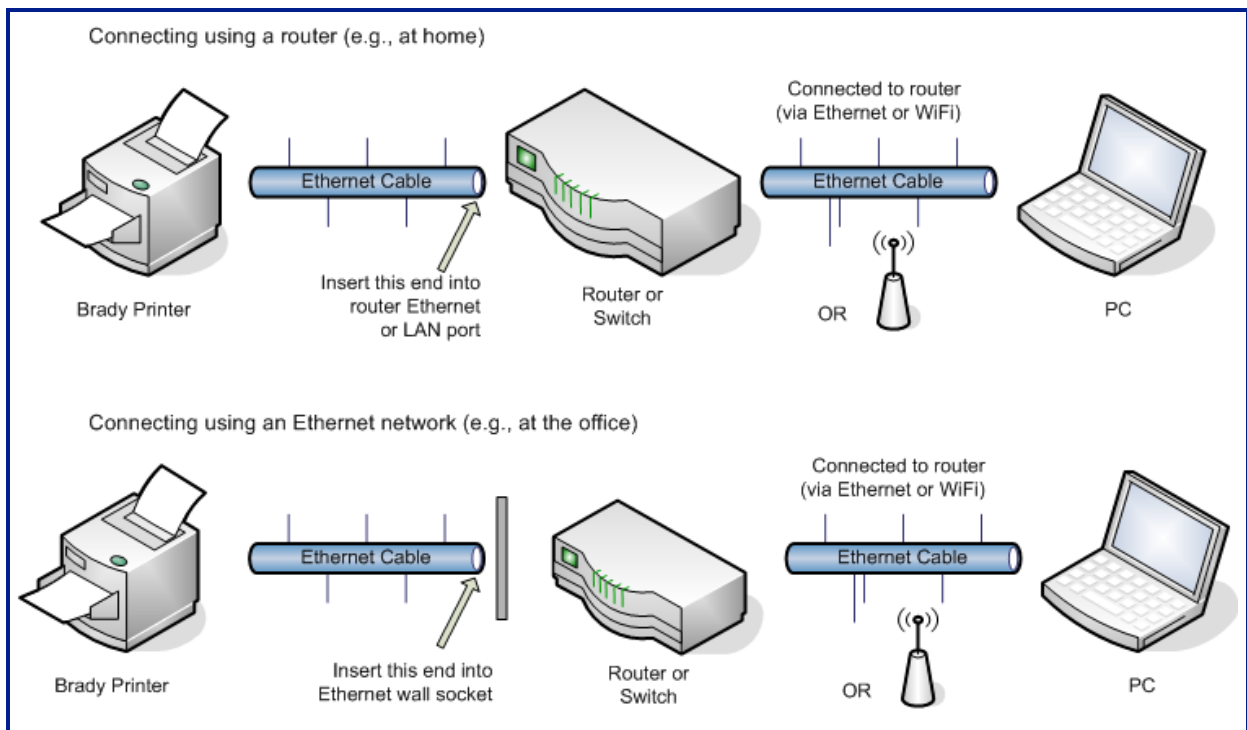 Connecting using a router (e.g., at home)
Connected to router
(via Ethernet or WiFi)
Ethernet Cable
Ethernet Cable
Insert this end into
router Ethernet
or LAN port
Brady Printer
Router or
Switch
OR
PC
Connecting using an Ethernet network (e.g., at the office)
Connected to router
(via Ethernet or WiFi)
Ethernet Cable
Ethernet Cable
Insert this end into
Ethernet wall socket
Brady Printer
Router or
Switch
OR
PC